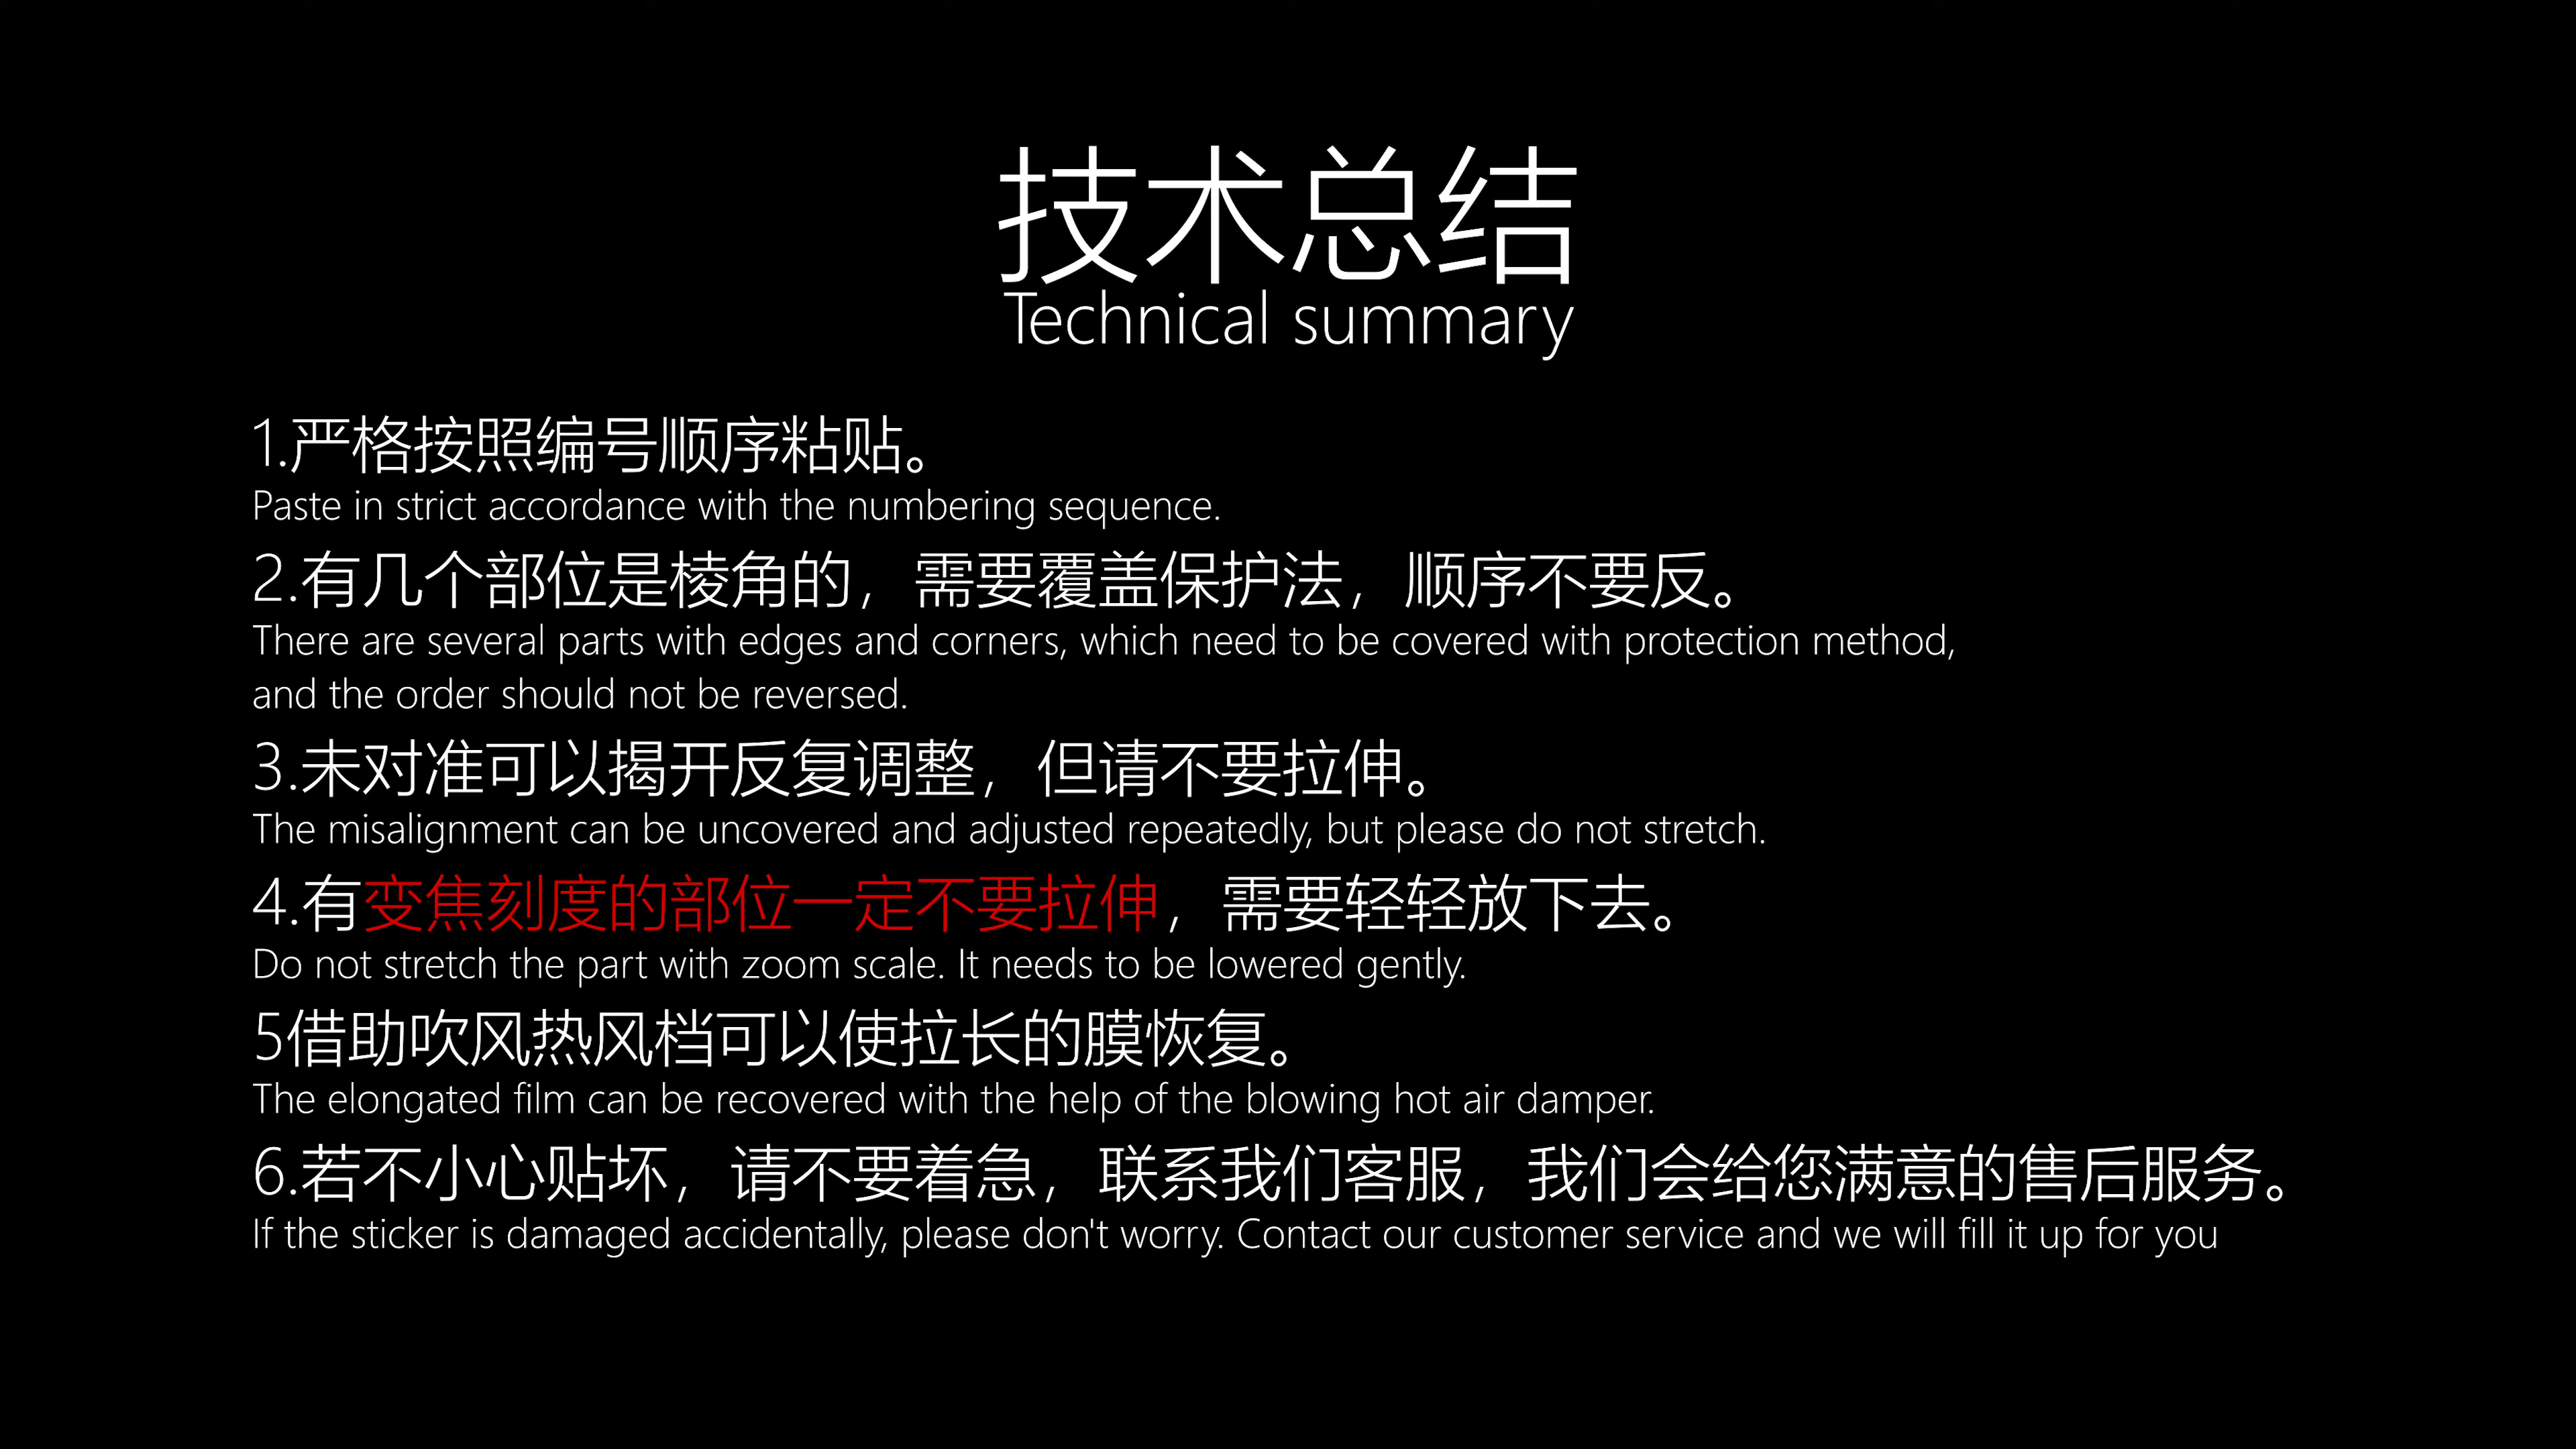 技术总结
Technical summary
1.严格按照编号顺序粘贴。
Paste in strict accordance with the numbering sequence.
2.有几个部位是棱角的，需要覆盖保护法，顺序不要反。
There are several parts with edges and corners, which need to be covered with protection method,
and the order should not be reversed.
3.未对准可以揭开反复调整，但请不要拉伸。
The misalignment can be uncovered and adjusted repeatedly, but please do not stretch.
4.有变焦刻度的部位一定不要拉伸，需要轻轻放下去。
Do not stretch the part with zoom scale. It needs to be lowered gently.
5借助吹风热风档可以使拉长的膜恢复。
The elongated film can be recovered with the help of the blowing hot air damper.
6.若不小心贴坏，请不要着急，联系我们客服，我们会给您满意的售后服务。
If the sticker is damaged accidentally, please don't worry. Contact our customer service and we will fill it up for you